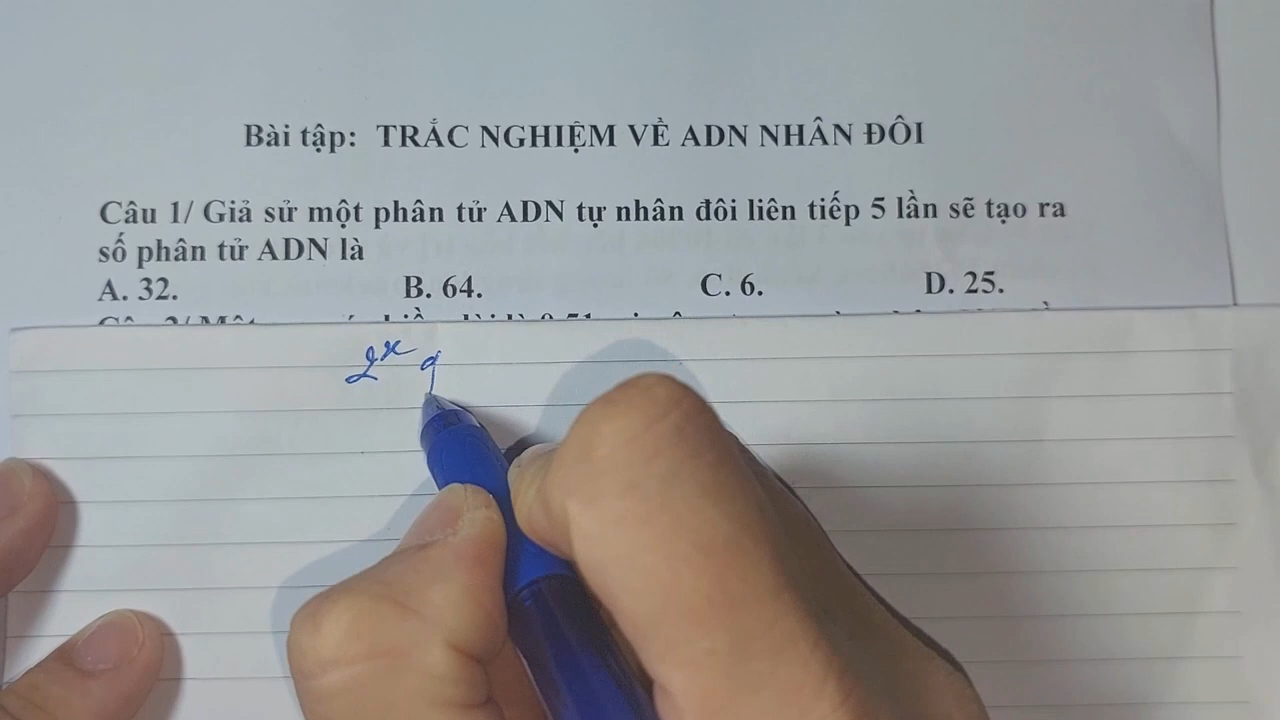 Bài tập: TRẮC NGHIỆM VỀ ADN NHÂN ĐÔI
Câu 1/ Giả sử một phân tử ADN tự nhân đôi liên tiếp 5 lần sẽ tạo ra
số phân tử ADN là
A. 32. B. 64. C. 6. D. 25.
2^x